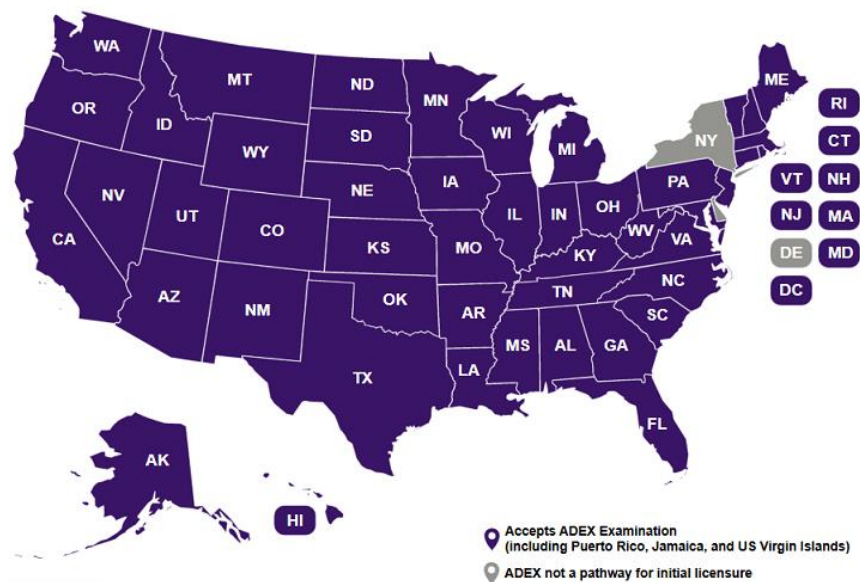 WA
MT
ND
MN
ME
OR
ID
SD
WI
MI
NY
RI
CT
WY
VT
NH
NV
NE
IA
PA
NJ
MA
UT
CO
IL
IN
OH
WV
VA
DE
MD
CA
KS
MO
KY
DC
AZ
NM
OK
AR
TN
NC
SC
TX
LA
MS
AL
GA
FL
AK
HI
Accepts ADEX Examination
(including Puerto Rico, Jamaica, and US Virgin Islands)
ADEX not a pathway for initial licensure